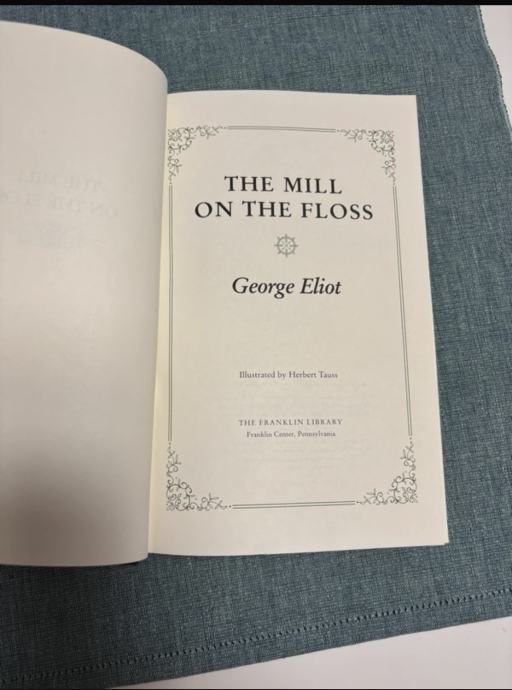 THE MILL
ON THE FLOSS
George Eliot
Illustrated by Herbert Tauss
THE FRANKLIN LIBRARY
Franklin Center, Pennsylvania